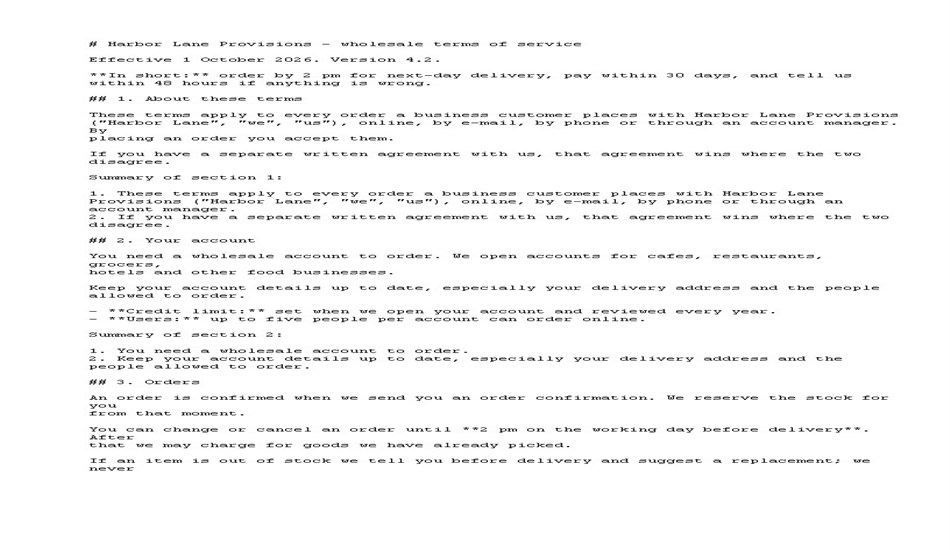 # Harbor Lane Provisions - wholesale terms of service
Effective 1 October 2026. Version 4.2.
**In short:** order by 2 pm for next-day delivery, pay within 30 days, and tell us
within 48 hours if anything is wrong.
## 1. About these terms
These terms apply to every order a business customer places with Harbor Lane Provisions
("Harbor Lane", "we", "us"), online, by e-mail, by phone or through an account manager.
By
placing an order you accept them.
If you have a separate written agreement with us, that agreement wins where the two
disagree.
Summary of section 1:
1. These terms apply to every order a business customer places with Harbor Lane
Provisions ("Harbor Lane", "we", "us"), online, by e-mail, by phone or through an
account manager.
2. If you have a separate written agreement with us, that agreement wins where the two
disagree.
## 2. Your account
You need a wholesale account to order. We open accounts for cafes, restaurants,
grocers,
hotels and other food businesses.
Keep your account details up to date, especially your delivery address and the people
allowed to order.
- **Credit limit:** set when we open your account and reviewed every year.
- **Users:** up to five people per account can order online.
Summary of section 2:
1. You need a wholesale account to order.
2. Keep your account details up to date, especially your delivery address and the
people allowed to order.
## 3. Orders
An order is confirmed when we send you an order confirmation. We reserve the stock for
you
from that moment.
You can change or cancel an order until **2 pm on the working day before delivery**.
After
that we may charge for goods we have already picked.
If an item is out of stock we tell you before delivery and suggest a replacement; we
never